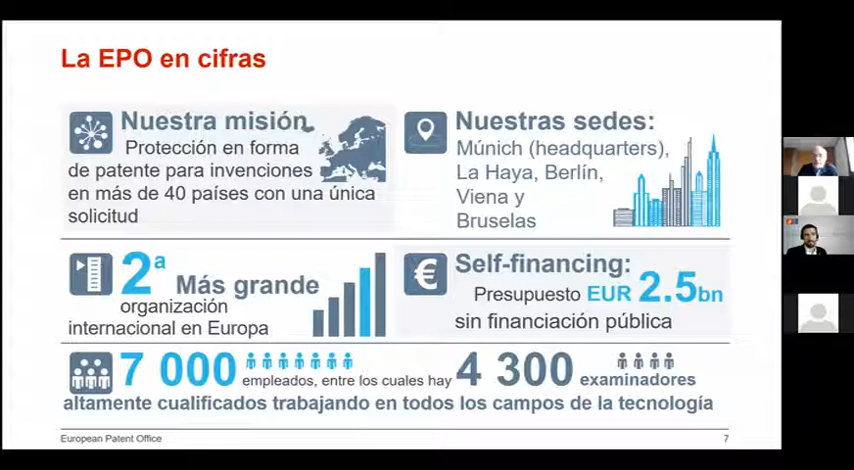 La EPO en cifras
Nuestra misión
Protección en forma
de patente para invenciones
en más de 40 países con una única
solicitud
Nuestras sedes:
Múnich (headquarters),
La Haya, Berlín,
Viena y
Bruselas
2ª Más grande
organización
internacional en Europa
€
Self-financing:
Presupuesto EUR 2.5bn
sin financiación pública
7 000 empleados, entre los cuales hay 4 300 examinadores
altamente cualificados trabajando en todos los campos de la tecnología
European Patent Office
7